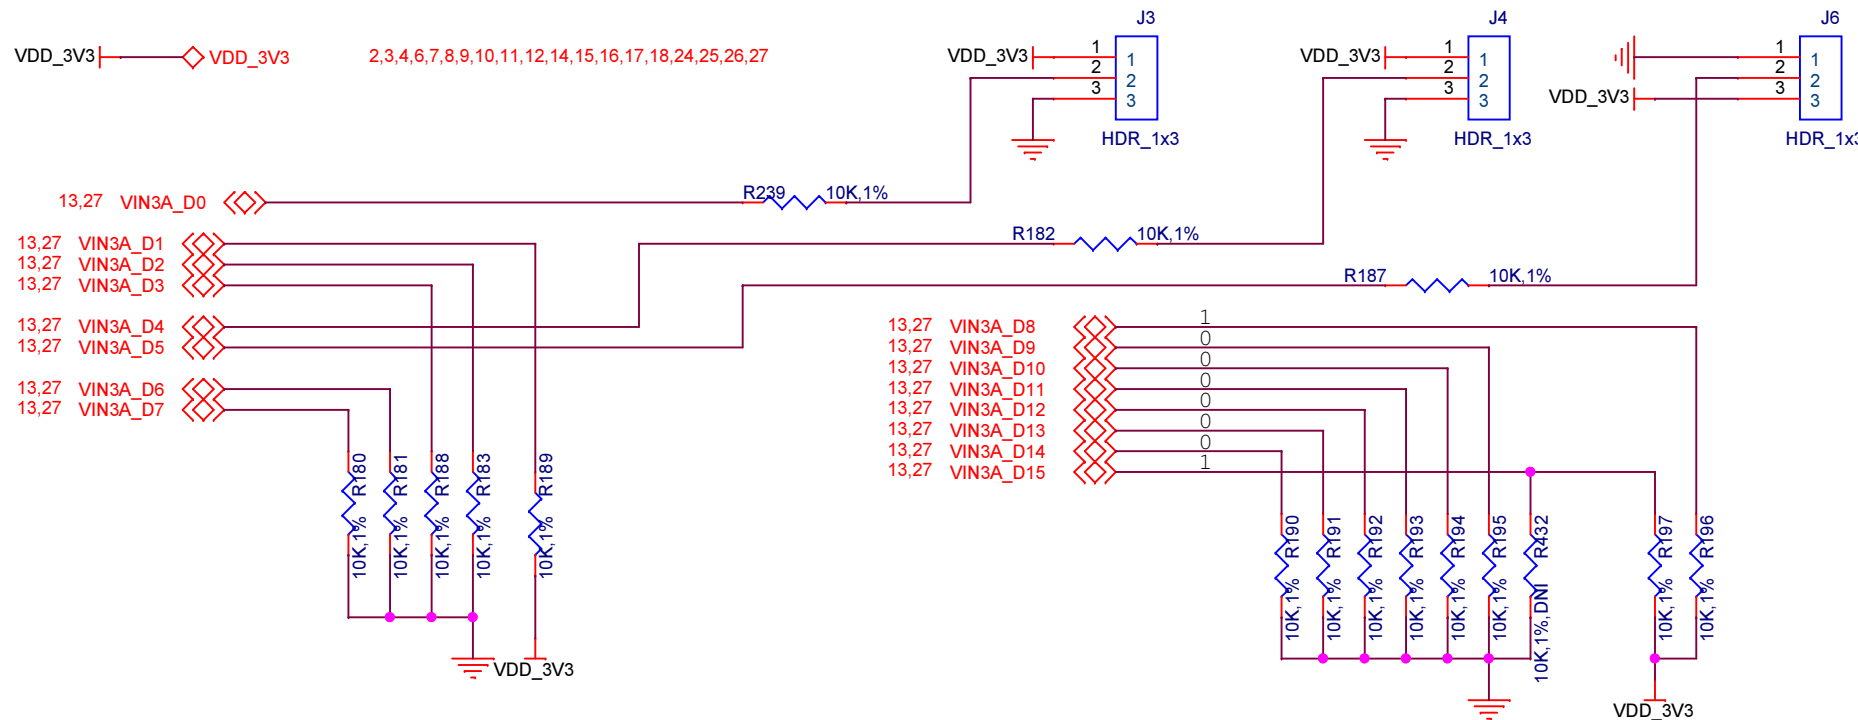 VDD_3V3 VDD_3V3 2,3,4,6,7,8,9,10,11,12,14,15,16,17,18,24,25,26,27
J3
VDD_3V3 1 1
2 2
3 3
HDR_1x3
J4
VDD_3V3 1 1
2 2
3 3
HDR_1x3
J6
1 1
2 2
VDD_3V3 3 3
HDR_1x3
13,27 VIN3A_D0 R239 10K,1%
13,27 VIN3A_D1 R182 10K,1%
13,27 VIN3A_D2
13,27 VIN3A_D3 R187 10K,1%
13,27 VIN3A_D4
13,27 VIN3A_D5
13,27 VIN3A_D6
13,27 VIN3A_D7
13,27 VIN3A_D8 1
13,27 VIN3A_D9 0
13,27 VIN3A_D10 0
13,27 VIN3A_D11 0
13,27 VIN3A_D12 0
13,27 VIN3A_D13 0
13,27 VIN3A_D14 0
13,27 VIN3A_D15 1
R180 10K,1%
R181 10K,1%
R188 10K,1%
R183 10K,1%
R189 10K,1%
VDD_3V3
R190 10K,1%
R191 10K,1%
R192 10K,1%
R193 10K,1%
R194 10K,1%
R195 10K,1%
R432 10K,1%,DNI
R197 10K,1%
R196 10K,1%
VDD_3V3